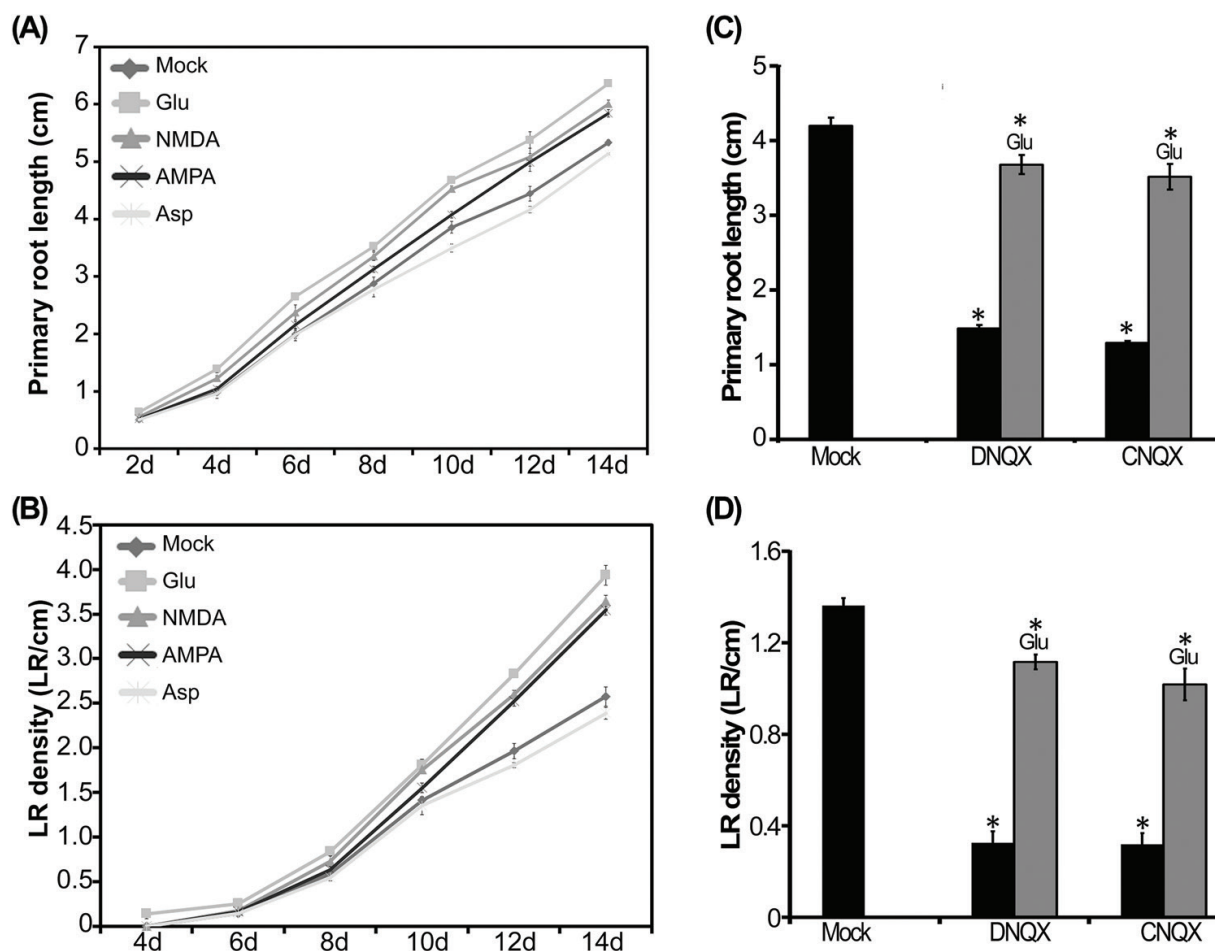 (A)
Primary root length (cm)
7
6
5
4
3
2
1
0
Mock
Glu
NMDA
AMPA
Asp
2d 4d 6d 8d 10d 12d 14d
(B)
LR density (LR/cm)
4.5
4.0
3.5
3.0
2.5
2.0
1.5
1.0
0.5
0
Mock
Glu
NMDA
AMPA
Asp
4d 6d 8d 10d 12d 14d
(C)
Primary root length (cm)
5
4
3
2
1
0
* *
Glu Glu
* *
Mock DNQX CNQX
(D)
LR density (LR/cm)
1.6
1.2
0.8
0.4
0
* *
Glu Glu
* *
Mock DNQX CNQX